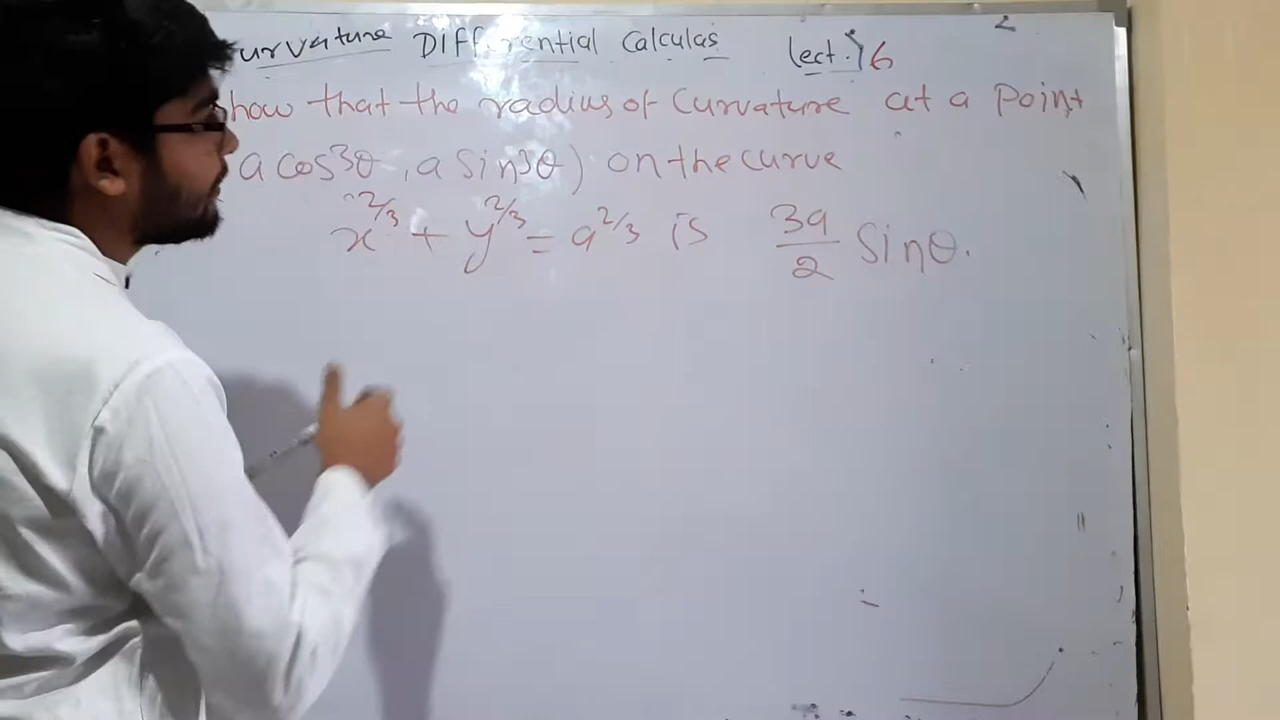 urvature Differential Calculas lect.16
how that the radius of Curvature at a Point
a cos3θ, a sin3θ) on the curve
x^2/3 + y^2/3 = a^2/3 is 3a/2 Sinθ.